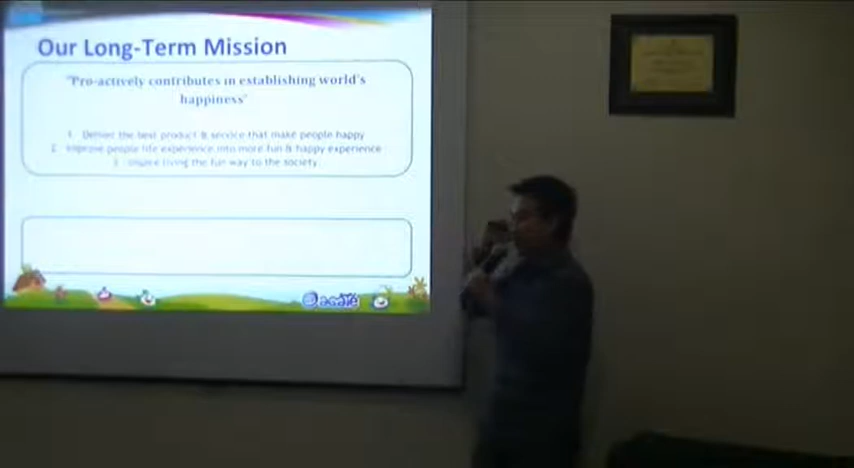 Our Long-Term Mission
"Pro-actively contributes in establishing world's
happiness"
1. Deliver the best product & service that make people happy
2. Improve people life experience into more fun & happy experience
3. Inspire living the fun way to the society